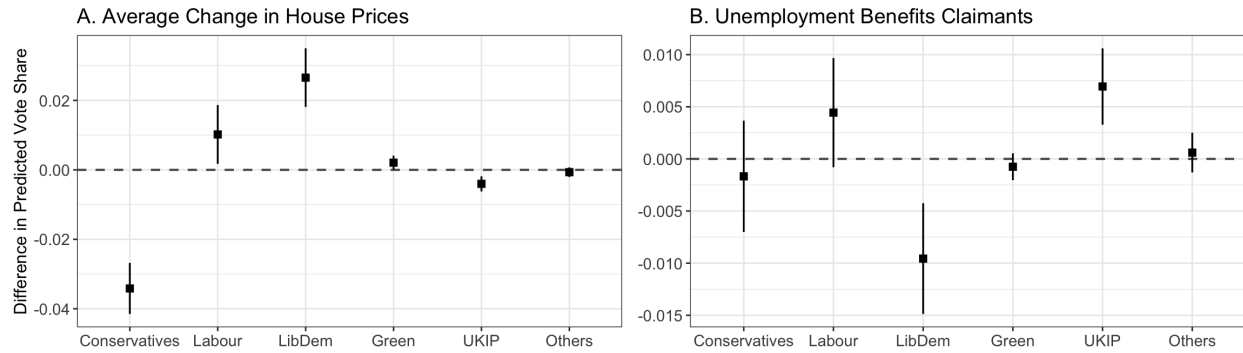 A. Average Change in House Prices
Difference in Predicted Vote Share
0.02
0.00
-0.02
-0.04
Conservatives Labour LibDem Green UKIP Others
B. Unemployment Benefits Claimants
0.010
0.005
0.000
-0.005
-0.010
-0.015
Conservatives Labour LibDem Green UKIP Others